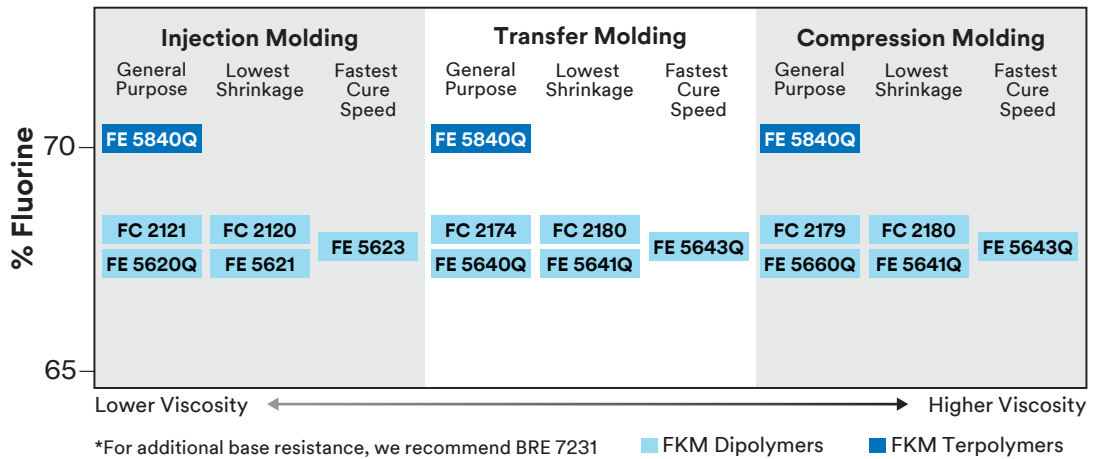 Injection Molding
General
Purpose
Lowest
Shrinkage
Fastest
Cure
Speed
FE 5840Q
FC 2121
FE 5620Q
FC 2120
FE 5621
FE 5623
Transfer Molding
General
Purpose
Lowest
Shrinkage
Fastest
Cure
Speed
FE 5840Q
FC 2174
FE 5640Q
FC 2180
FE 5641Q
FE 5643Q
Compression Molding
General
Purpose
Lowest
Shrinkage
Fastest
Cure
Speed
FE 5840Q
FC 2179
FE 5660Q
FC 2180
FE 5641Q
FE 5643Q
% Fluorine
70
65
Lower Viscosity
Higher Viscosity
*For additional base resistance, we recommend BRE 7231
FKM Dipolymers
FKM Terpolymers